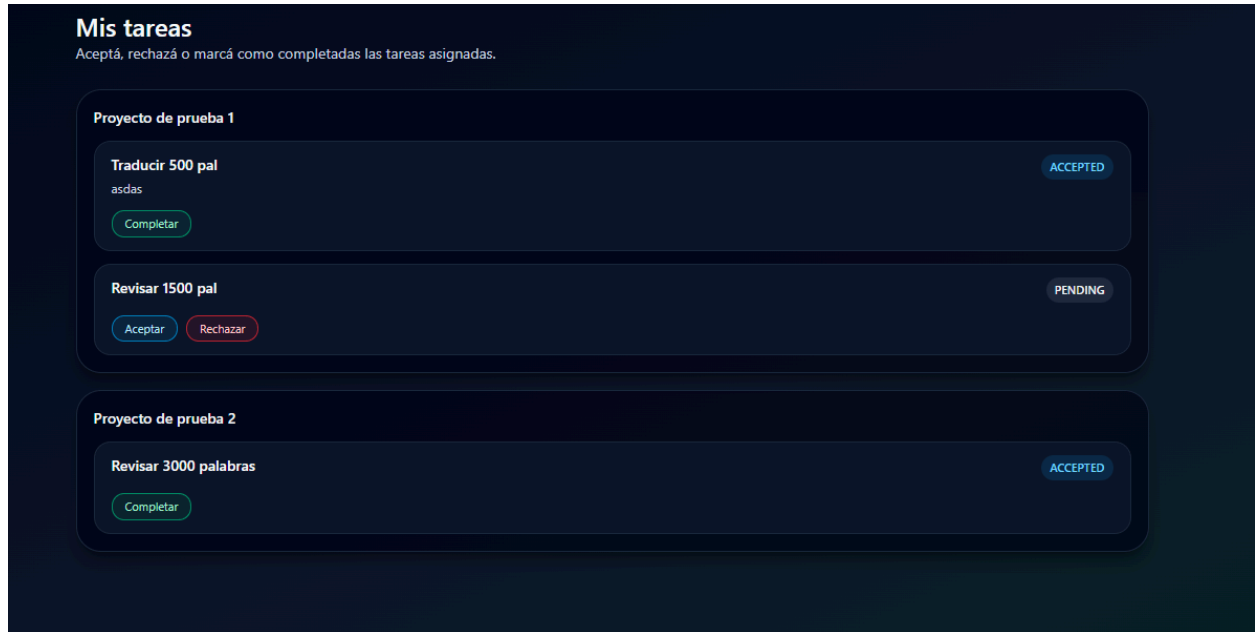 Mis tareas
Aceptá, rechazá o marcá como completadas las tareas asignadas.
Proyecto de prueba 1
Traducir 500 pal
ACCEPTED
asdas
Completar
Revisar 1500 pal
PENDING
Aceptar Rechazar
Proyecto de prueba 2
Revisar 3000 palabras
ACCEPTED
Completar